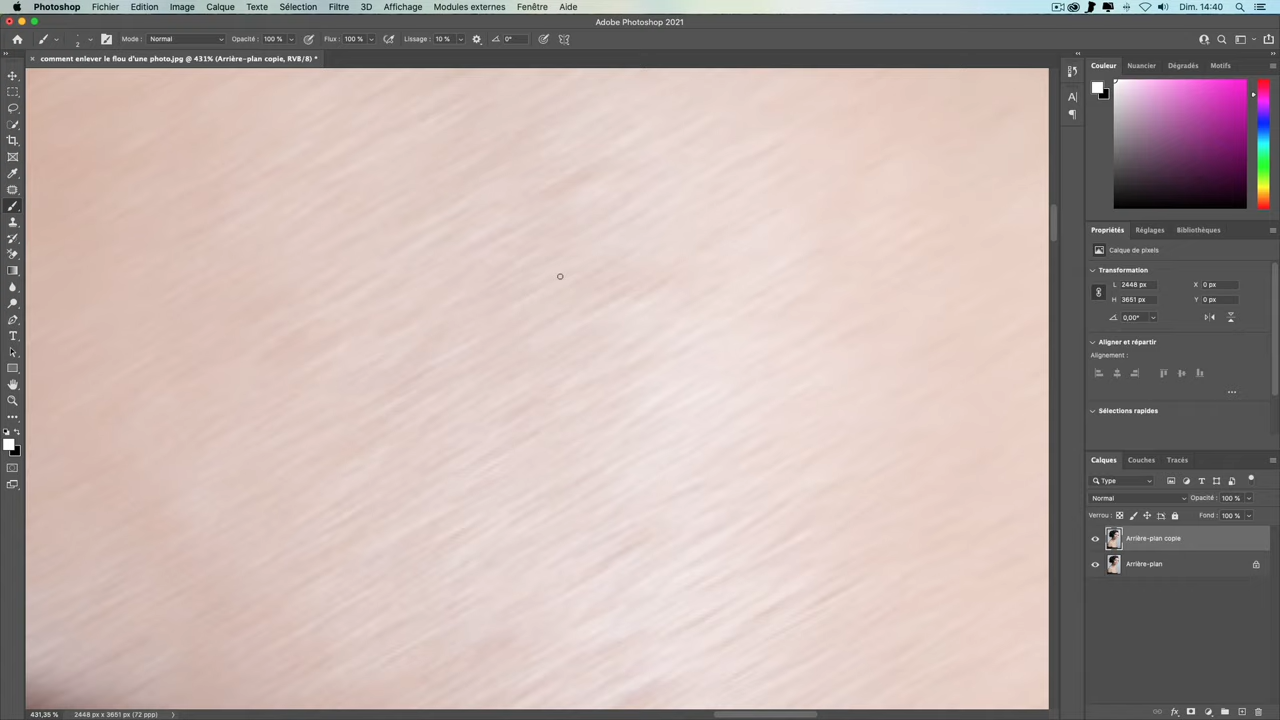 Photoshop Fichier Edition Image Calque Texte Sélection Filtre 3D Affichage Modules externes Fenêtre Aide Dim. 14:40
Adobe Photoshop 2021
2 Mode : Normal Opacité : 100 % Flux : 100 % Lissage : 10 % 0°
comment enlever le flou d'une photo.jpg @ 431% (Arrière-plan copie, RVB/8) *
Couleur Nuancier Dégradés Motifs
Propriétés Réglages Bibliothèques
Calque de pixels
Transformation
L 2448 px X 0 px
H 3651 px Y 0 px
0,00°
Aligner et répartir
Alignement :
Sélections rapides
Calques Couches Tracés
Type
Normal Opacité : 100 %
Verrou : Fond : 100 %
Arrière-plan copie
Arrière-plan
431,35 % 2448 px x 3651 px (72 ppp)